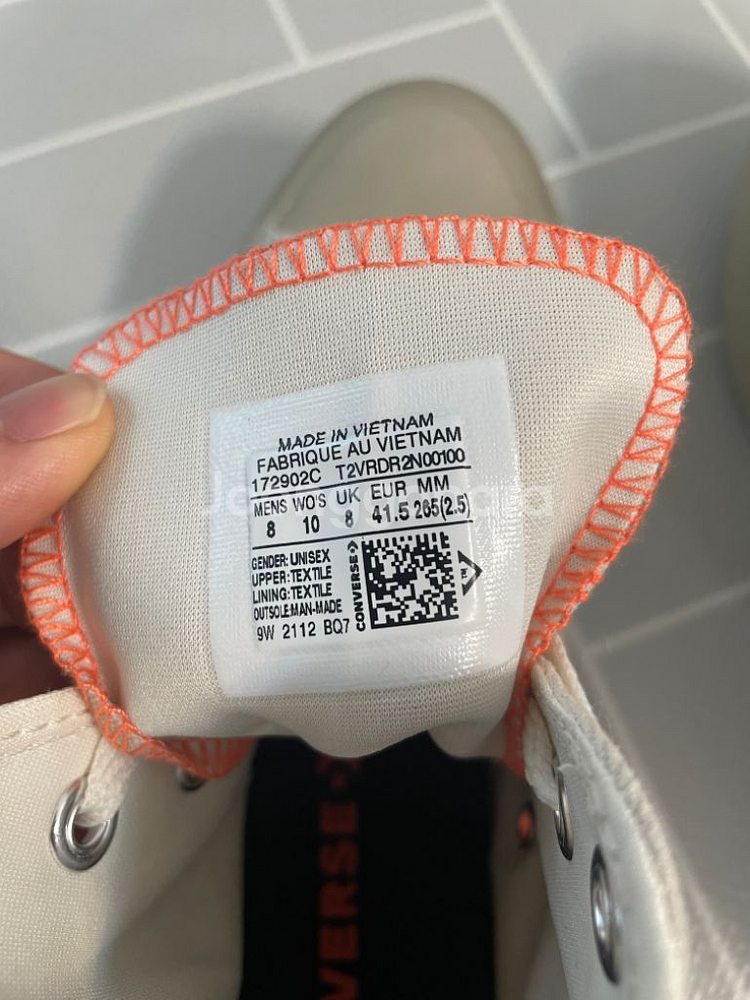 MADE IN VIETNAM
FABRIQUE AU VIETNAM
172902C T2VRDR2N00100
MENS WO'S UK EUR MM
8 10 8 41.5 265(2.5)
GENDER:UNISEX
UPPER:TEXTILE
LINING:TEXTILE
OUTSOLE:MAN-MADE
9W 2112 BQ7
CONVERSE
VERSE